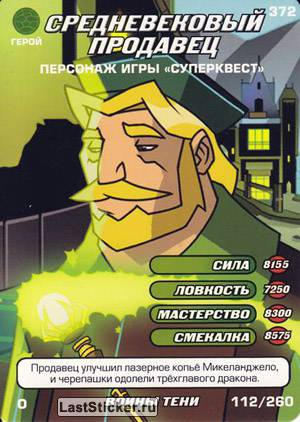 372
ГЕРОЙ
СРЕДНЕВЕКОВЫЙ
ПРОДАВЕЦ
ПЕРСОНАЖ ИГРЫ «СУПЕРКВЕСТ»
СИЛА 8155
ЛОВКОСТЬ 7250
МАСТЕРСТВО 8300
СМЕКАЛКА 8575
Продавец улучшил лазерное копьё Микеланджело,
и черепашки одолели трёхглавого дракона.
0 ВОИНЫ ТЕНИ 112/260
LastSticker.ru